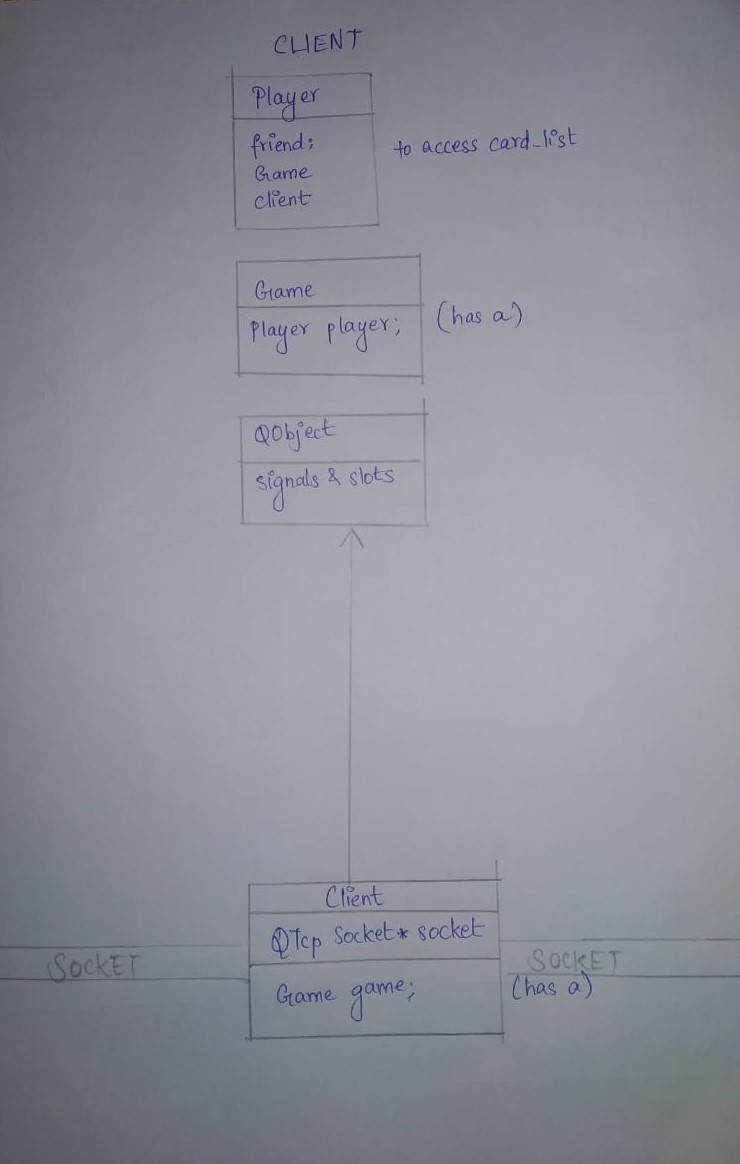 CLIENT
Player
friend:
Game
client
to access card_list
Game
Player player;
(has a)
QObject
signals & slots
Client
QTcp Socket* socket
SOCKET
SOCKET
Game game;
(has a)